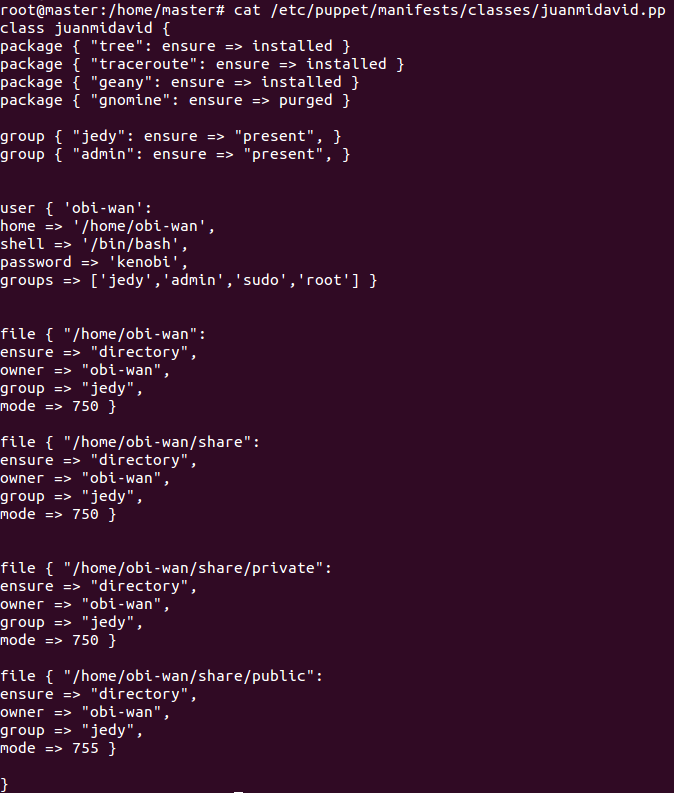 root@master:/home/master# cat /etc/puppet/manifests/classes/juanmidavid.pp
class juanmidavid {
package { "tree": ensure => installed }
package { "traceroute": ensure => installed }
package { "geany": ensure => installed }
package { "gnomine": ensure => purged }
group { "jedy": ensure => "present", }
group { "admin": ensure => "present", }
user { 'obi-wan':
home => '/home/obi-wan',
shell => '/bin/bash',
password => 'kenobi',
groups => ['jedy','admin','sudo','root'] }
file { "/home/obi-wan":
ensure => "directory",
owner => "obi-wan",
group => "jedy",
mode => 750 }
file { "/home/obi-wan/share":
ensure => "directory",
owner => "obi-wan",
group => "jedy",
mode => 750 }
file { "/home/obi-wan/share/private":
ensure => "directory",
owner => "obi-wan",
group => "jedy",
mode => 750 }
file { "/home/obi-wan/share/public":
ensure => "directory",
owner => "obi-wan",
group => "jedy",
mode => 755 }
}